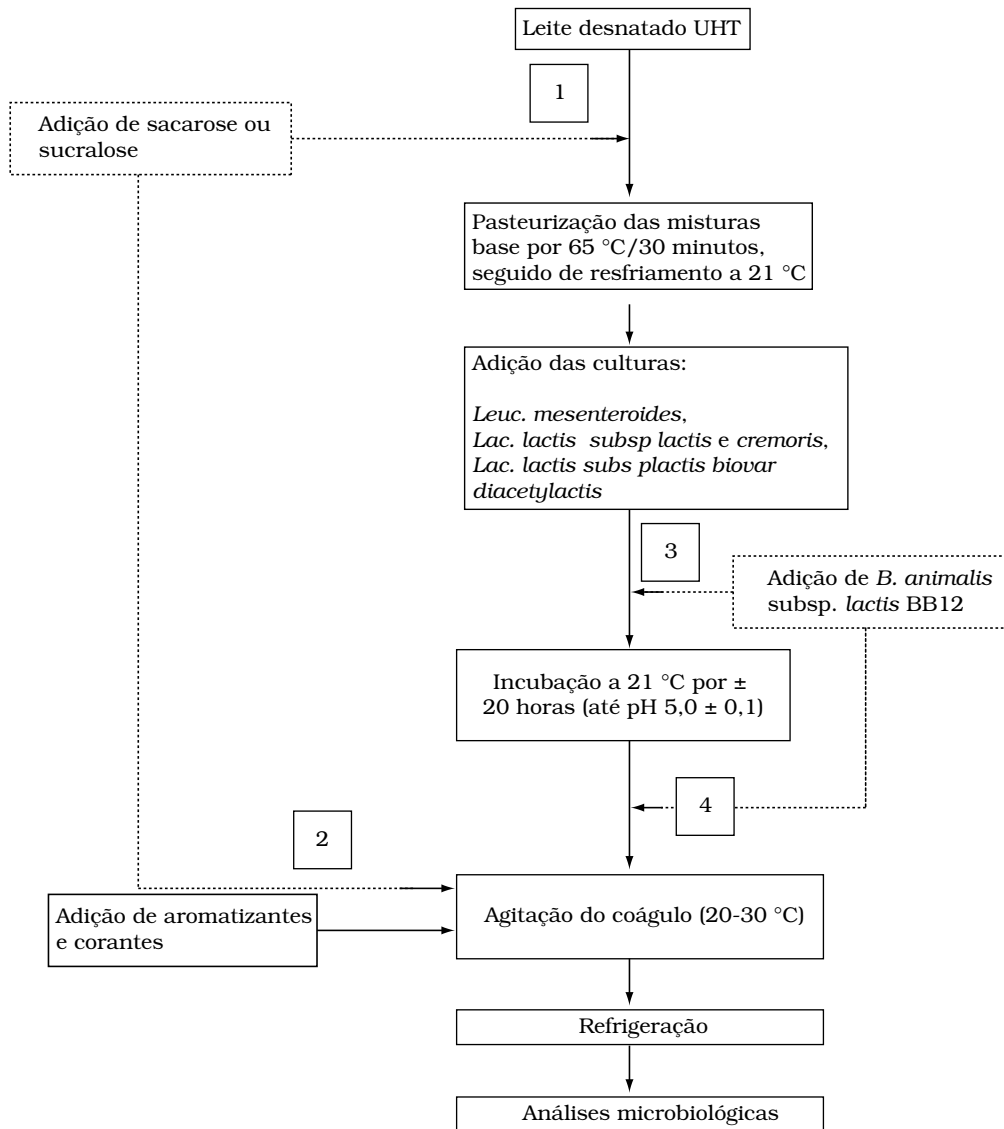 Leite desnatado UHT
1
Adição de sacarose ou
sucralose
Pasteurização das misturas
base por 65 °C/30 minutos,
seguido de resfriamento a 21 °C
Adição das culturas:
Leuc. mesenteroides,
Lac. lactis subsp lactis e cremoris,
Lac. lactis subs plactis biovar
diacetylactis
3
Adição de B. animalis
subsp. lactis BB12
Incubação a 21 °C por ±
20 horas (até pH 5,0 ± 0,1)
4
2
Adição de aromatizantes
e corantes
Agitação do coágulo (20-30 °C)
Refrigeração
Análises microbiológicas